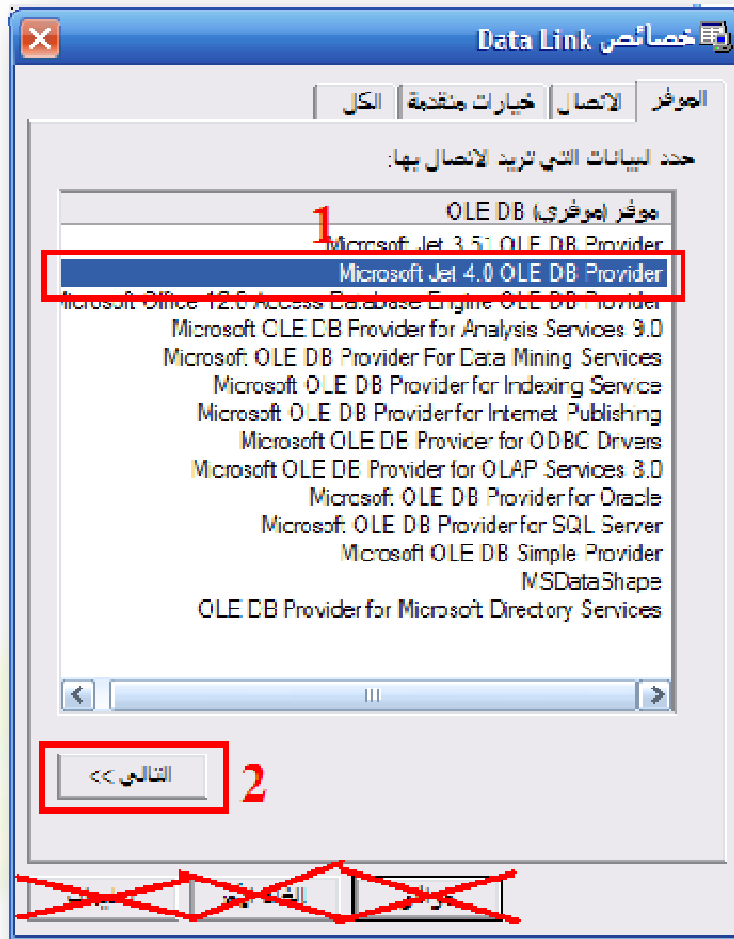 خصائص Data Link
الموفر الاتصال خيارات متقدمة الكل
حدد البيانات التي تريد الاتصال بها:
موفر (موفري) OLE DB
1
Microsoft Jet 3.51 OLE DB Provider
Microsoft Jet 4.0 OLE DB Provider
Microsoft Office 12.0 Access Database Engine OLE DB Provider
Microsoft OLE DB Provider for Analysis Services 9.0
Microsoft OLE DB Provider For Data Mining Services
Microsoft OLE DB Provider for Indexing Service
Microsoft OLE DB Provider for Internet Publishing
Microsoft OLE DB Provider for ODBC Drivers
Microsoft OLE DB Provider for OLAP Services 8.0
Microsoft OLE DB Provider for Oracle
Microsoft OLE DB Provider for SQL Server
Microsoft OLE DB Simple Provider
MSDataShape
OLE DB Provider for Microsoft Directory Services
التالي >>
2